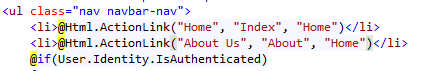 <ul class="nav navbar-nav">
<li>@Html.ActionLink("Home", "Index", "Home")</li>
<li>@Html.ActionLink("About Us", "About", "Home")</li>
@if(User.Identity.IsAuthenticated)